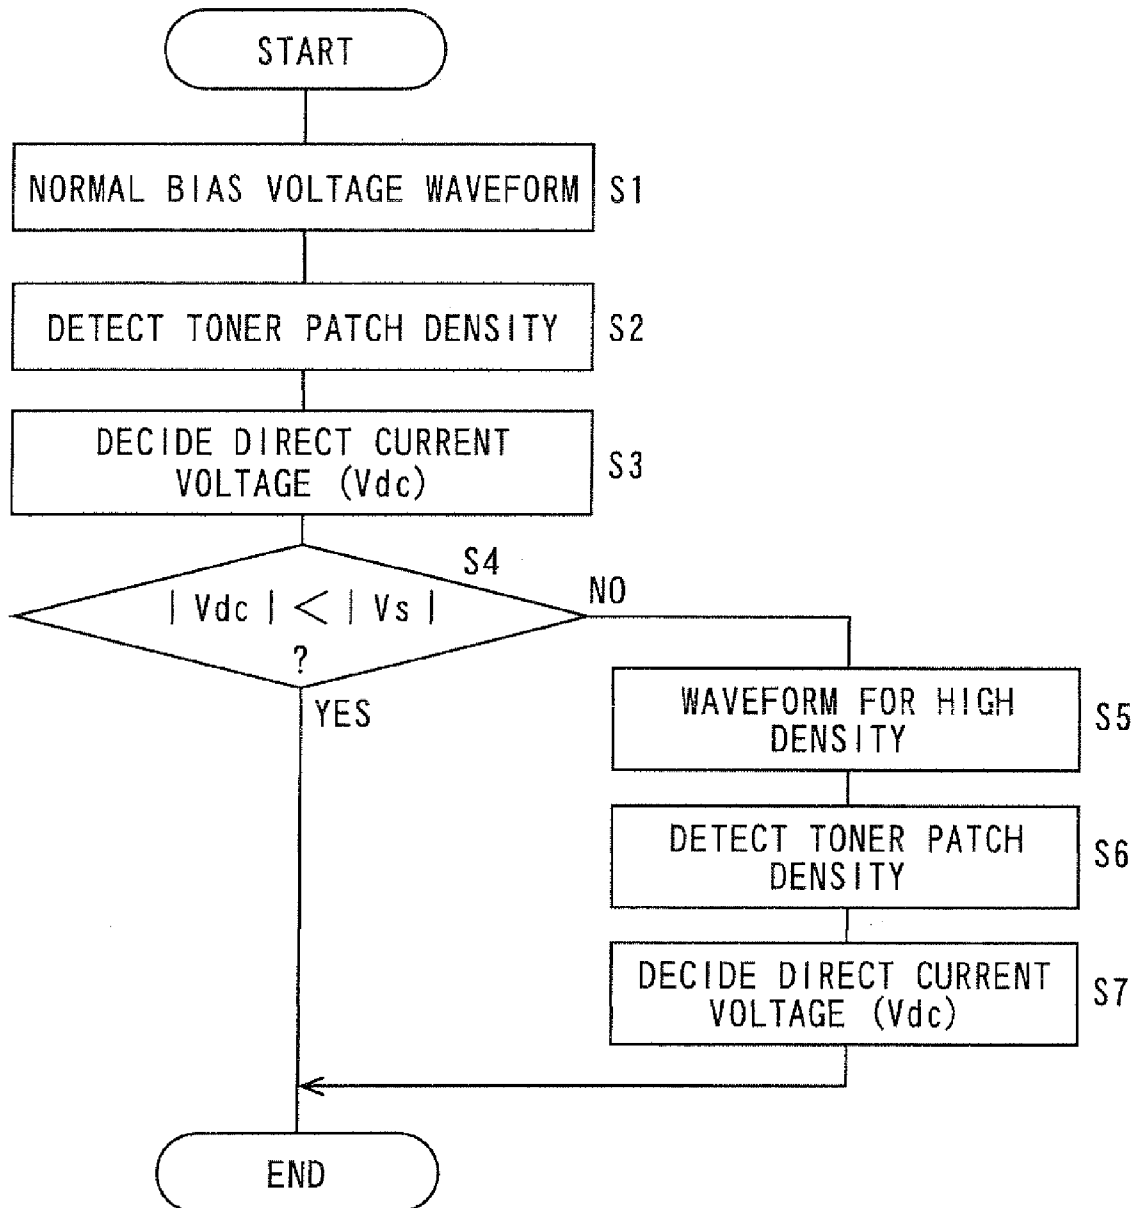 START
NORMAL BIAS VOLTAGE WAVEFORM S1
DETECT TONER PATCH DENSITY S2
DECIDE DIRECT CURRENT
VOLTAGE (Vdc)
S3
S4
| Vdc | < | Vs |
?
NO
YES
WAVEFORM FOR HIGH
DENSITY
S5
DETECT TONER PATCH
DENSITY
S6
DECIDE DIRECT CURRENT
VOLTAGE (Vdc)
S7
END